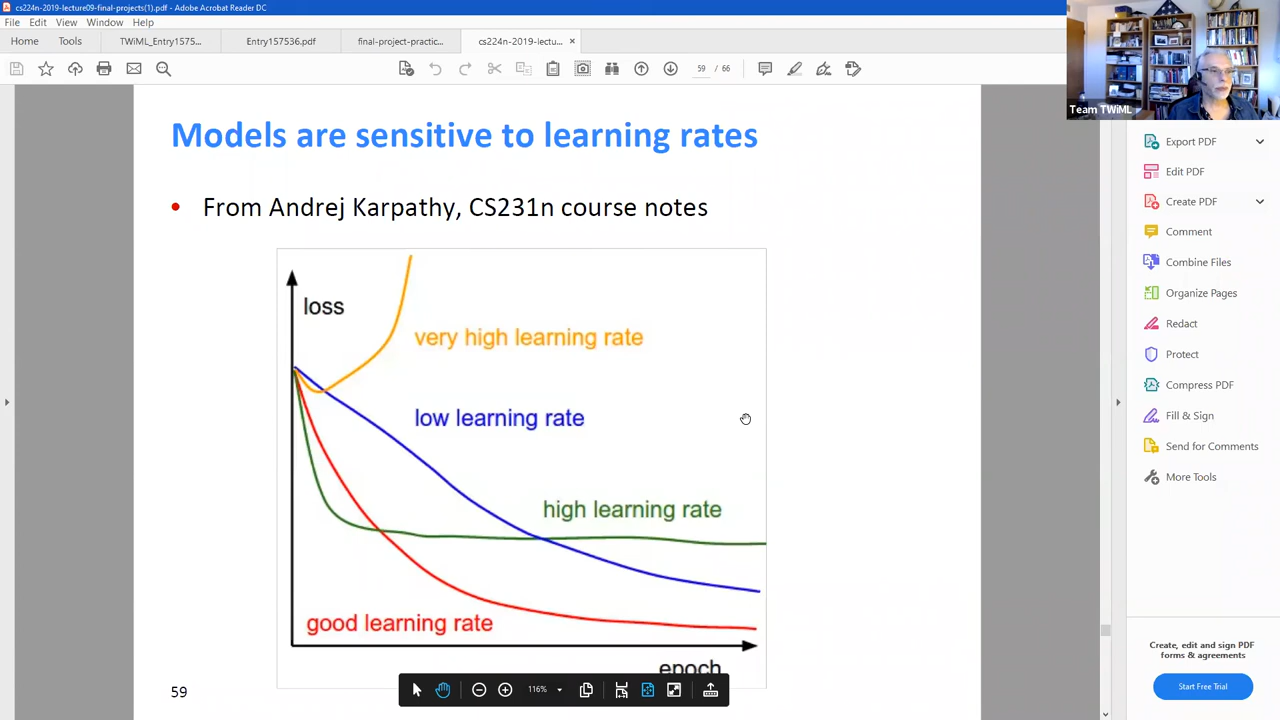 cs224n-2019-lecture09-final-projects(1).pdf - Adobe Acrobat Reader DC
File Edit View Window Help
Home Tools TWiML_Entry1575... Entry157536.pdf final-project-practic... cs224n-2019-lectu... ×
59 / 66
Team TWiML
Models are sensitive to learning rates
• From Andrej Karpathy, CS231n course notes
loss
very high learning rate
low learning rate
high learning rate
good learning rate
epoch
59
116%
Export PDF
Edit PDF
Create PDF
Comment
Combine Files
Organize Pages
Redact
Protect
Compress PDF
Fill & Sign
Send for Comments
More Tools
Create, edit and sign PDF
forms & agreements
Start Free Trial